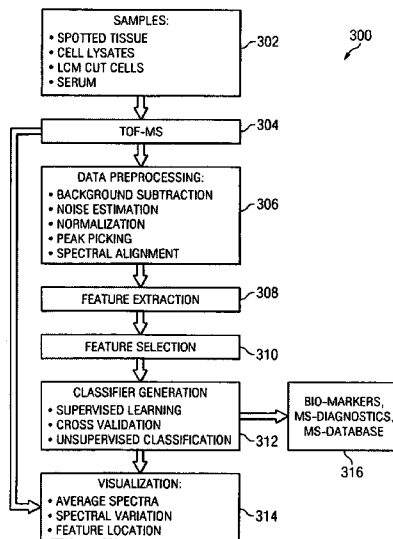 SAMPLES:
• SPOTTED TISSUE
• CELL LYSATES
• LCM CUT CELLS
• SERUM
302
300
TOF-MS
304
DATA PREPROCESSING:
• BACKGROUND SUBTRACTION
• NOISE ESTIMATION
• NORMALIZATION
• PEAK PICKING
• SPECTRAL ALIGNMENT
306
FEATURE EXTRACTION
308
FEATURE SELECTION
310
CLASSIFIER GENERATION
• SUPERVISED LEARNING
• CROSS VALIDATION
• UNSUPERVISED CLASSIFICATION
312
BIO-MARKERS,
MS-DIAGNOSTICS,
MS-DATABASE
316
VISUALIZATION:
• AVERAGE SPECTRA
• SPECTRAL VARIATION
• FEATURE LOCATION
314